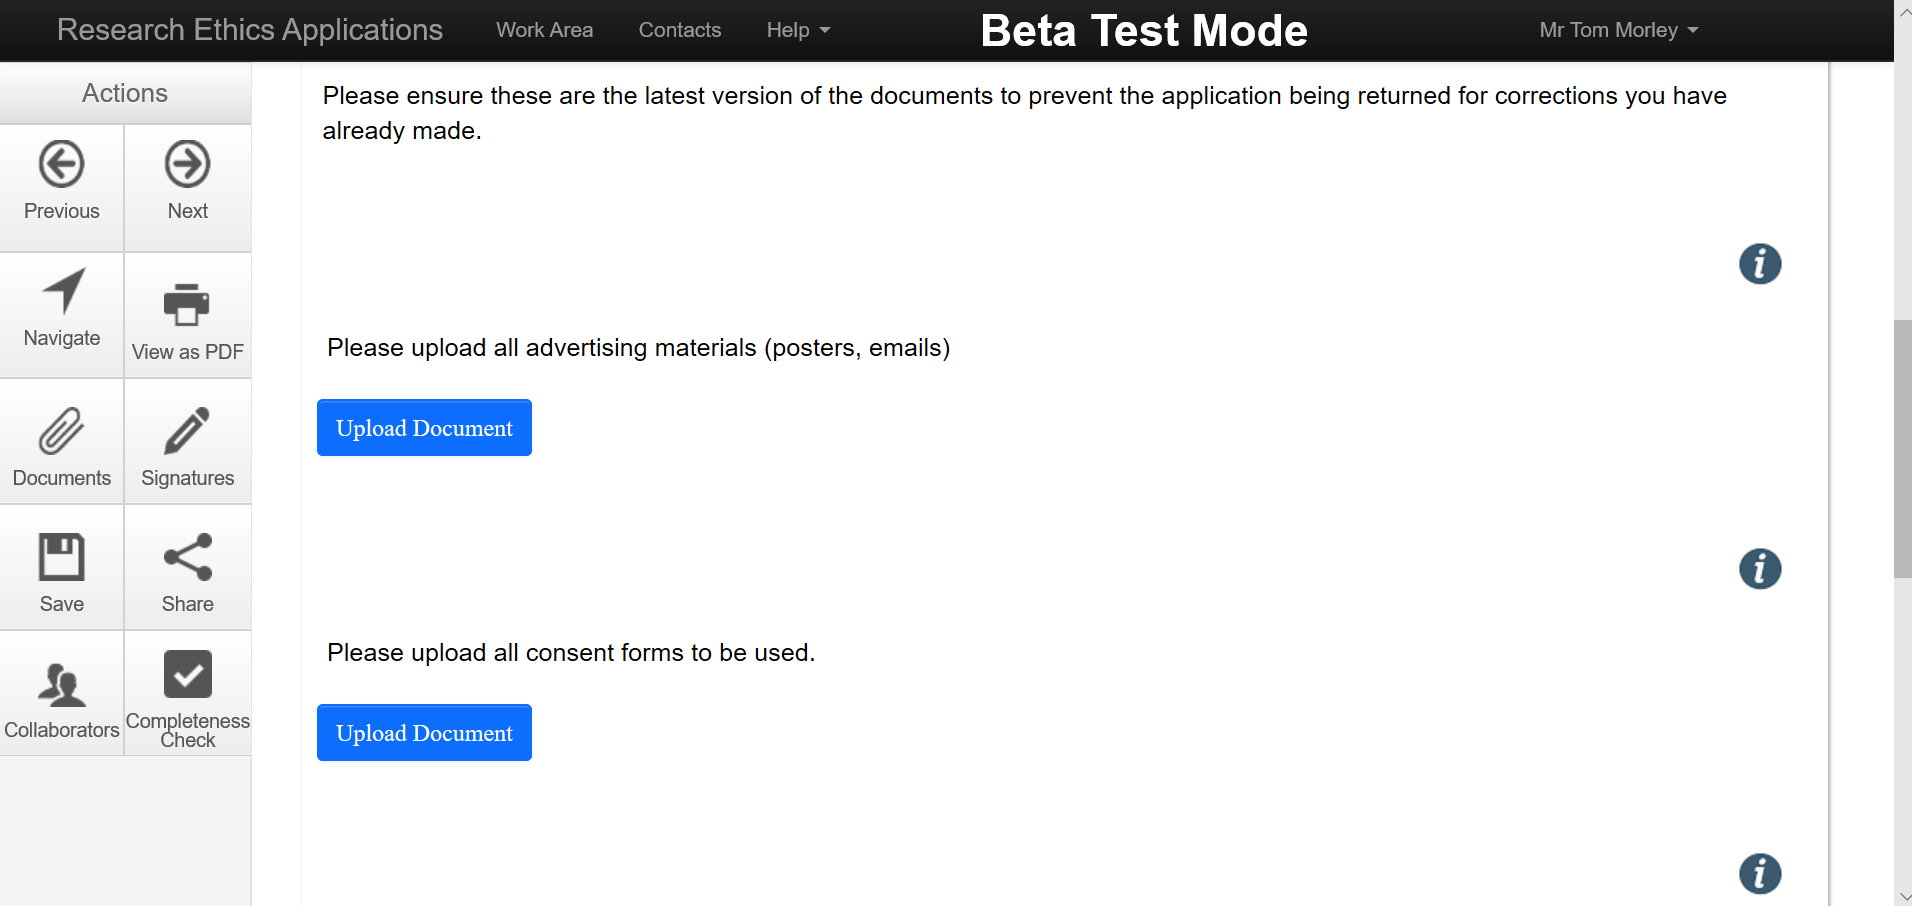 Research Ethics Applications
Work Area
Contacts
Help
Beta Test Mode
Mr Tom Morley
Actions
Previous
Next
Navigate
View as PDF
Documents
Signatures
Save
Share
Collaborators
Completeness
Check
Please ensure these are the latest version of the documents to prevent the application being returned for corrections you have
already made.
i
Please upload all advertising materials (posters, emails)
Upload Document
i
Please upload all consent forms to be used.
Upload Document
i